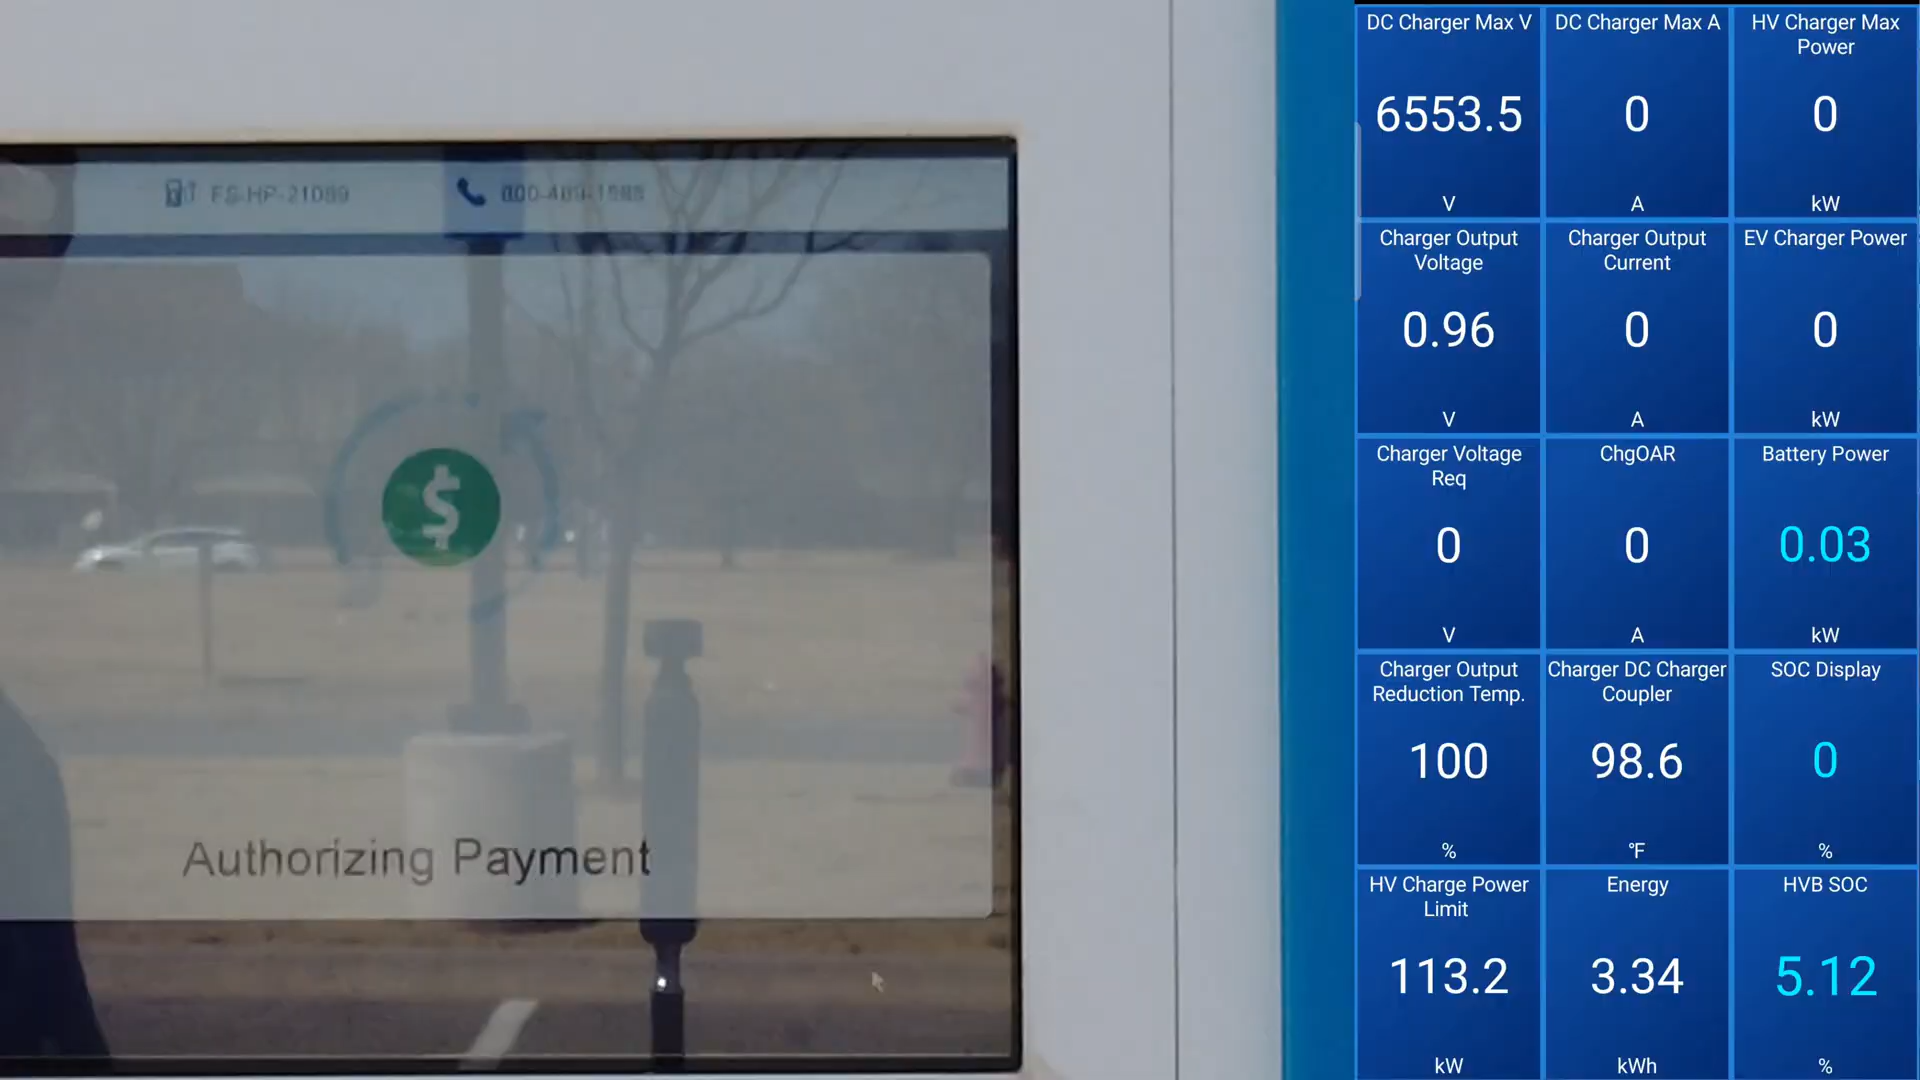 FS-HP-21089
Authorizing Payment
DC Charger Max V
6553.5
V
DC Charger Max A
0
A
HV Charger Max
Power
0
kW
Charger Output
Voltage
0.96
V
Charger Output
Current
0
A
EV Charger Power
0
kW
Charger Voltage
Req
0
V
ChgOAR
0
A
Battery Power
0.03
kW
Charger Output
Reduction Temp.
100
%
Charger DC Charger
Coupler
98.6
°F
SOC Display
0
%
HV Charge Power
Limit
113.2
kW
Energy
3.34
kWh
HVB SOC
5.12
%